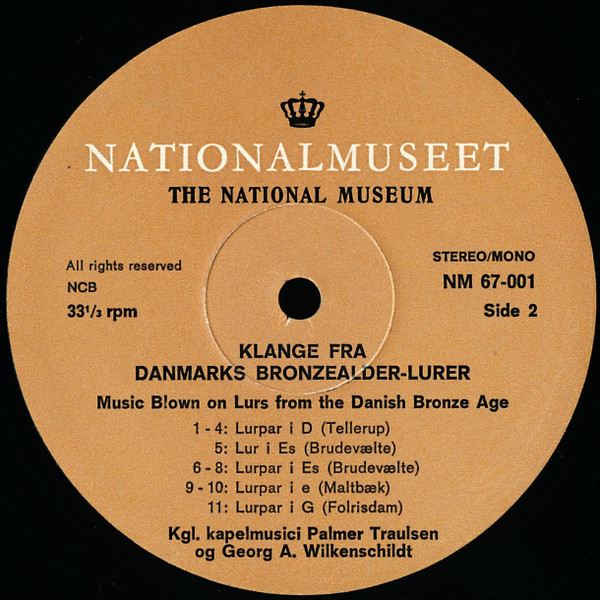 NATIONALMUSEET
THE NATIONAL MUSEUM
All rights reserved
NCB
33⅓ rpm
STEREO/MONO
NM 67-001
Side 2
KLANGE FRA
DANMARKS BRONZEALDER-LURER
Music Blown on Lurs from the Danish Bronze Age
1 - 4: Lurpar i D (Tellerup)
5: Lur i Es (Brudevælte)
6 - 8: Lurpar i Es (Brudevælte)
9 - 10: Lurpar i e (Maltbæk)
11: Lurpar i G (Folrisdam)
Kgl. kapelmusici Palmer Traulsen
og Georg A. Wilkenschildt